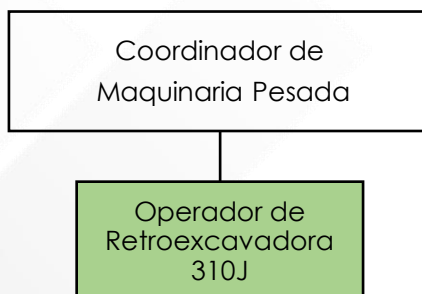 Coordinador de
Maquinaria Pesada
Operador de
Retroexcavadora
310J